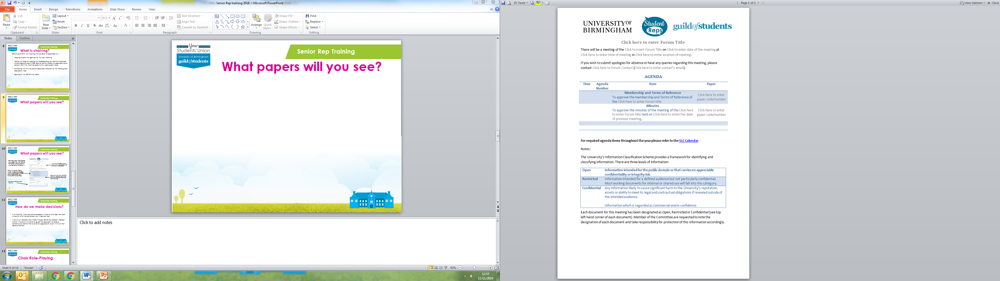 Senior Rep training 2018 - Microsoft PowerPoint
File Home Insert Design Transitions Animations Slide Show Review View
Paste
Cut
Copy
Format Painter
Clipboard
New Slide
Layout
Reset
Section
Slides
10.5
Font
Paragraph
Text Direction
Align Text
Convert to SmartArt
Arrange
Quick Styles
Shape Fill
Shape Outline
Shape Effects
Drawing
Find
Replace
Select
Editing
Slides Outline
8
Senior Rep Training
What is chairing?
9
Senior Rep Training
What papers will you see?
10
Senior Rep Training
What papers will you see?
SSF Minutes Template
11
Senior Rep Training
How do we make decisions?
12
Senior Rep Training
Chair Role-Playing
Your
Students' Union
University of Birmingham
guildofstudents
Senior Rep Training
What papers will you see?
Click to add notes
Slide 9 of 14 "Ocean" 92%
12:57
11/11/2019
Tools Page 1 of 1 View Options Close
UNIVERSITYOF
BIRMINGHAM
Student
Reps
guildofstudents
Click here to enter Forum Title
There will be a meeting of the Click to Insert Forum Title on Click to enter date of the meeting at
Click here to enter time of meeting in Click here to enter location of meeting.
If you wish to submit apologies for absence or have any queries regarding this meeting, please
contact Click here to Forum Contact (Click here to enter contact's email).
AGENDA
Time Agenda Number Item Paper
Membership and Terms of Reference
To approve the membership and Terms of Reference of
the Click here to enter Forum title
Click here to enter
paper code/number
Minutes
To approve the minutes of the meeting of the Click here
to enter Forum title held on Click here to enter the date
of previous meeting.
Click here to enter
paper code/number
For required agenda items throughout the year please refer to the SLC Calendar
Notes:
The University's Information Classification Scheme provides a framework for identifying and
classifying information. There are three levels of information:
Open Information intended for the public domain or that carries no appreciable
confidentiality or integrity risk.
Restricted Information intended for a defined audience but not particularly confidential.
Most working documents for internal or shared use will fall into this category.
Confidential Any information likely to cause significant harm to the University's reputation,
assets or ability to meet its legal and contractual obligations if revealed outside of
the intended audience.
Information which is regarded as commercial and in confidence.
Each document for this meeting has been designated as Open, Restricted or Confidential (see top
left hand corner of each document). Member of the Committee are requested to note the
designation of each document and take responsibility for protection of this information accordingly.